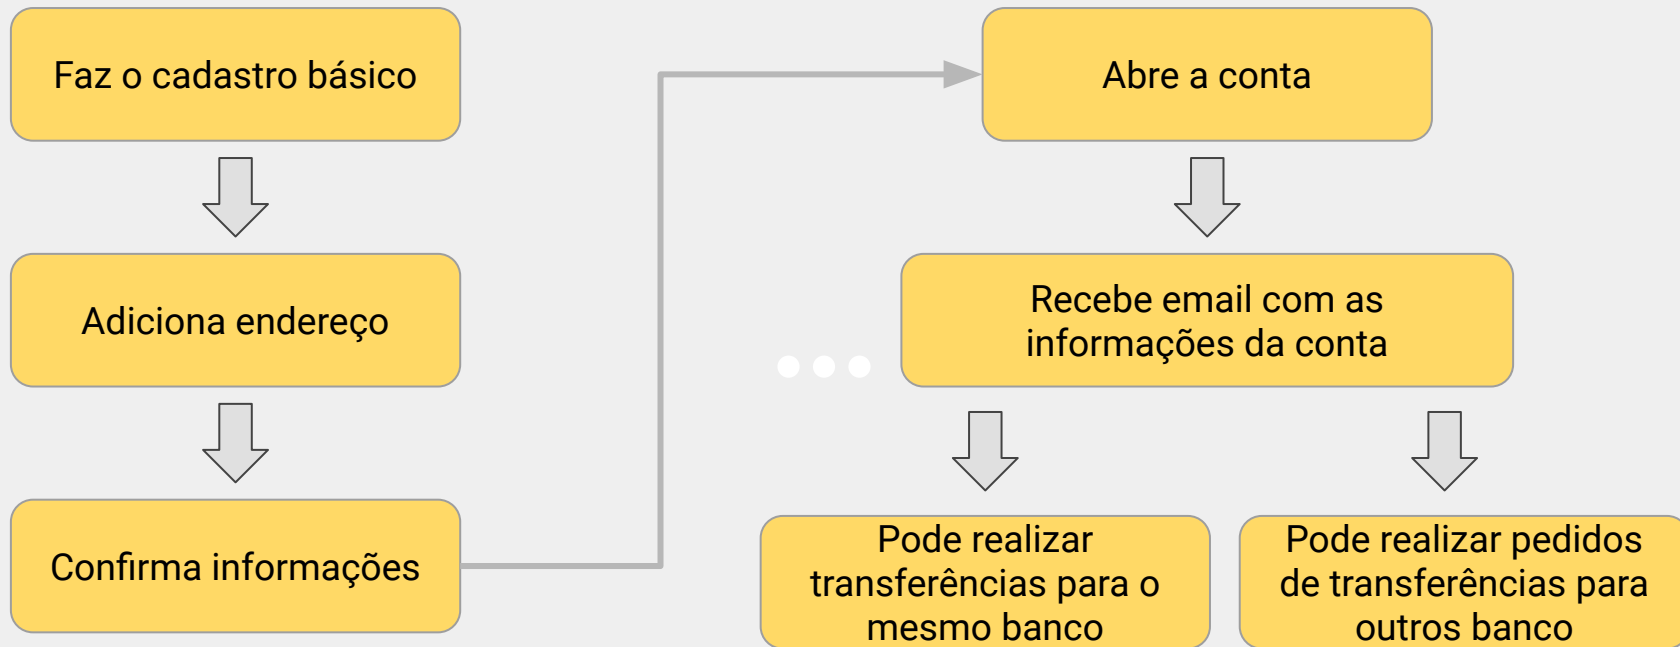 Faz o cadastro básico
Adiciona endereço
Confirma informações
Abre a conta
Recebe email com as
informações da conta
Pode realizar
transferências para o
mesmo banco
Pode realizar pedidos
de transferências para
outros banco